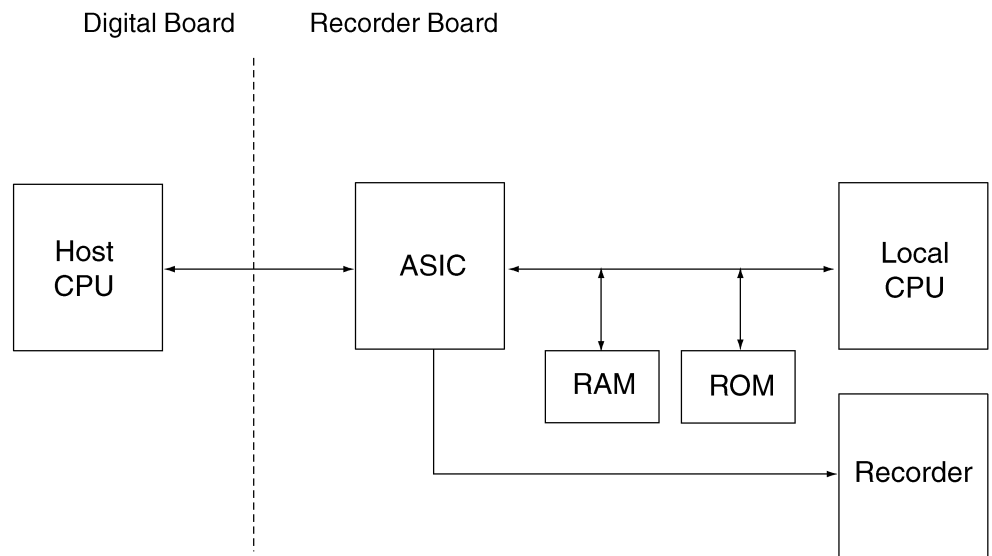 Digital Board
Recorder Board
Host
CPU
ASIC
Local
CPU
RAM
ROM
Recorder